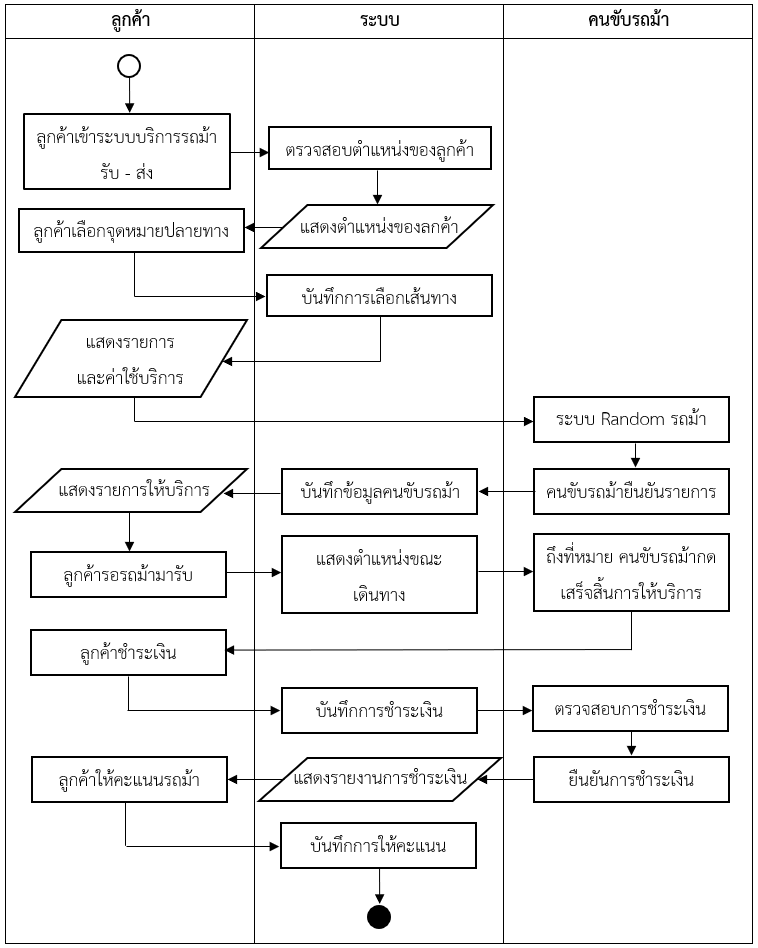 ลูกค้า
ระบบ
คนขับรถม้า
ลูกค้าเข้าระบบบริการรถม้า
รับ - ส่ง
ตรวจสอบตำแหน่งของลูกค้า
แสดงตำแหน่งของลกค้า
ลูกค้าเลือกจุดหมายปลายทาง
บันทึกการเลือกเส้นทาง
แสดงรายการ
และค่าใช้บริการ
ระบบ Random รถม้า
คนขับรถม้ายืนยันรายการ
บันทึกข้อมูลคนขับรถม้า
แสดงรายการให้บริการ
ลูกค้ารอรถม้ามารับ
แสดงตำแหน่งขณะ
เดินทาง
ถึงที่หมาย คนขับรถม้ากด
เสร็จสิ้นการให้บริการ
ลูกค้าชำระเงิน
บันทึกการชำระเงิน
ตรวจสอบการชำระเงิน
ยืนยันการชำระเงิน
แสดงรายงานการชำระเงิน
ลูกค้าให้คะแนนรถม้า
บันทึกการให้คะแนน